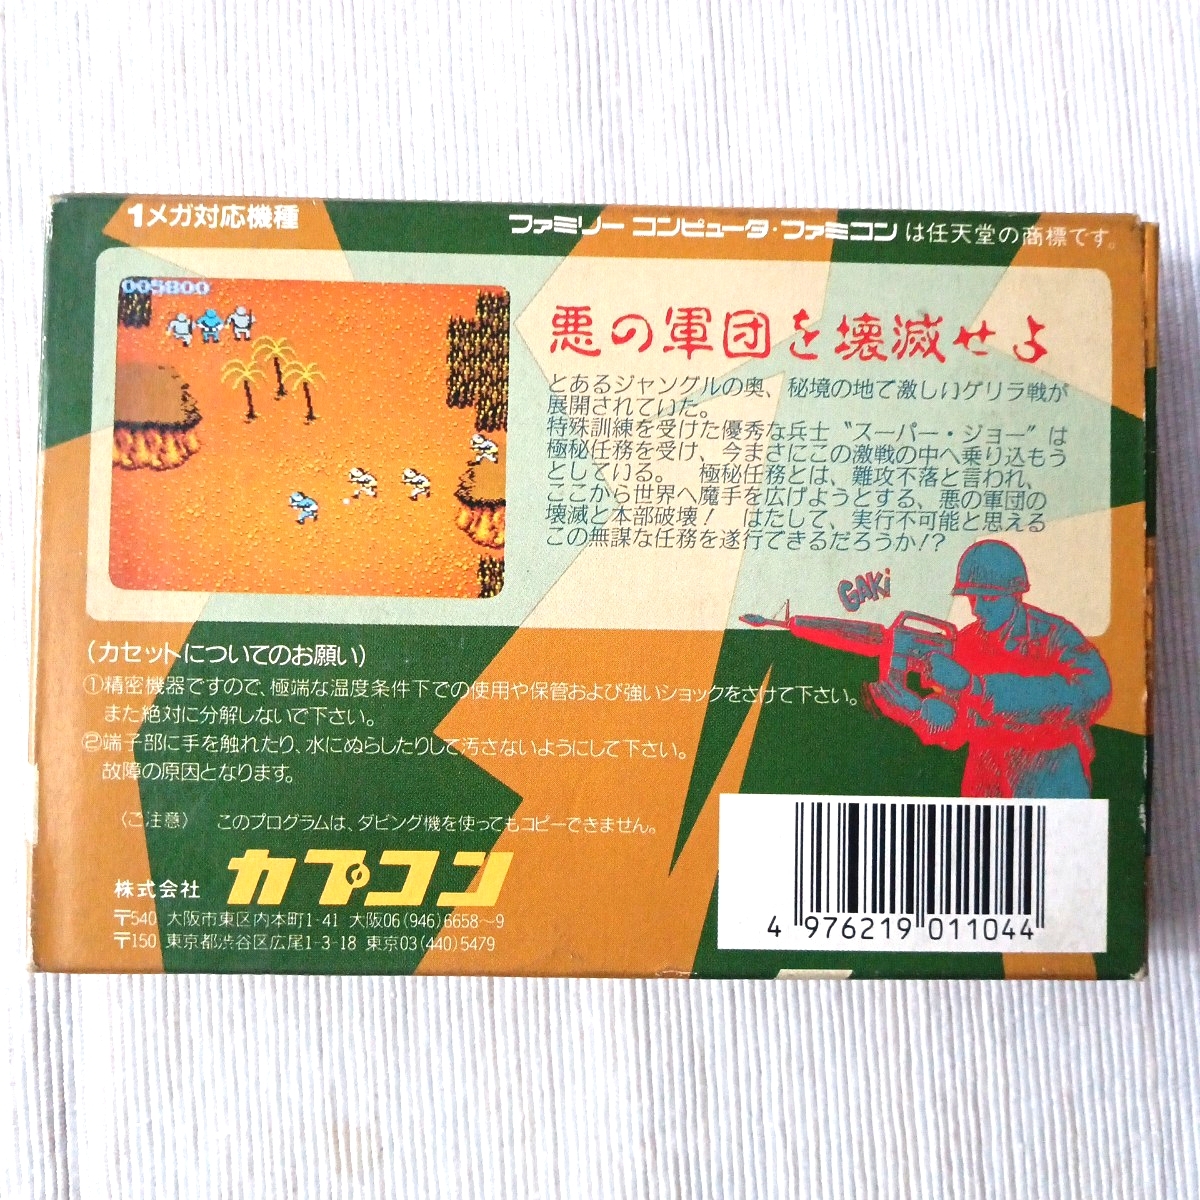 1メガ対応機種
ファミリー コンピュータ・ファミコン は任天堂の商標です。
005800
悪の軍団を壊滅せよ
とあるジャングルの奥、秘境の地で激しいゲリラ戦が
展開されていた。
特殊訓練を受けた優秀な兵士〝スーパー・ジョー〟は
極秘任務を受け、今まさにこの激戦の中へ乗り込もう
としている。 極秘任務とは、難攻不落と言われ、
ここから世界へ魔手を広げようとする、悪の軍団の
壊滅と本部破壊! はたして、実行不可能と思える
この無謀な任務を遂行できるだろうか!?
GAKi
(カセットについてのお願い)
①精密機器ですので、極端な温度条件下での使用や保管および強いショックをさけて下さい。
また絶対に分解しないで下さい。
②端子部に手を触れたり、水にぬらしたりして汚さないようにして下さい。
故障の原因となります。
〈ご注意〉 このプログラムは、ダビング機を使ってもコピーできません。
株式会社 カプコン
〒540 大阪市東区内本町1-41 大阪06(946)6658〜9
〒150 東京都渋谷区広尾1-3-18 東京03(440)5479
4 976219 011044